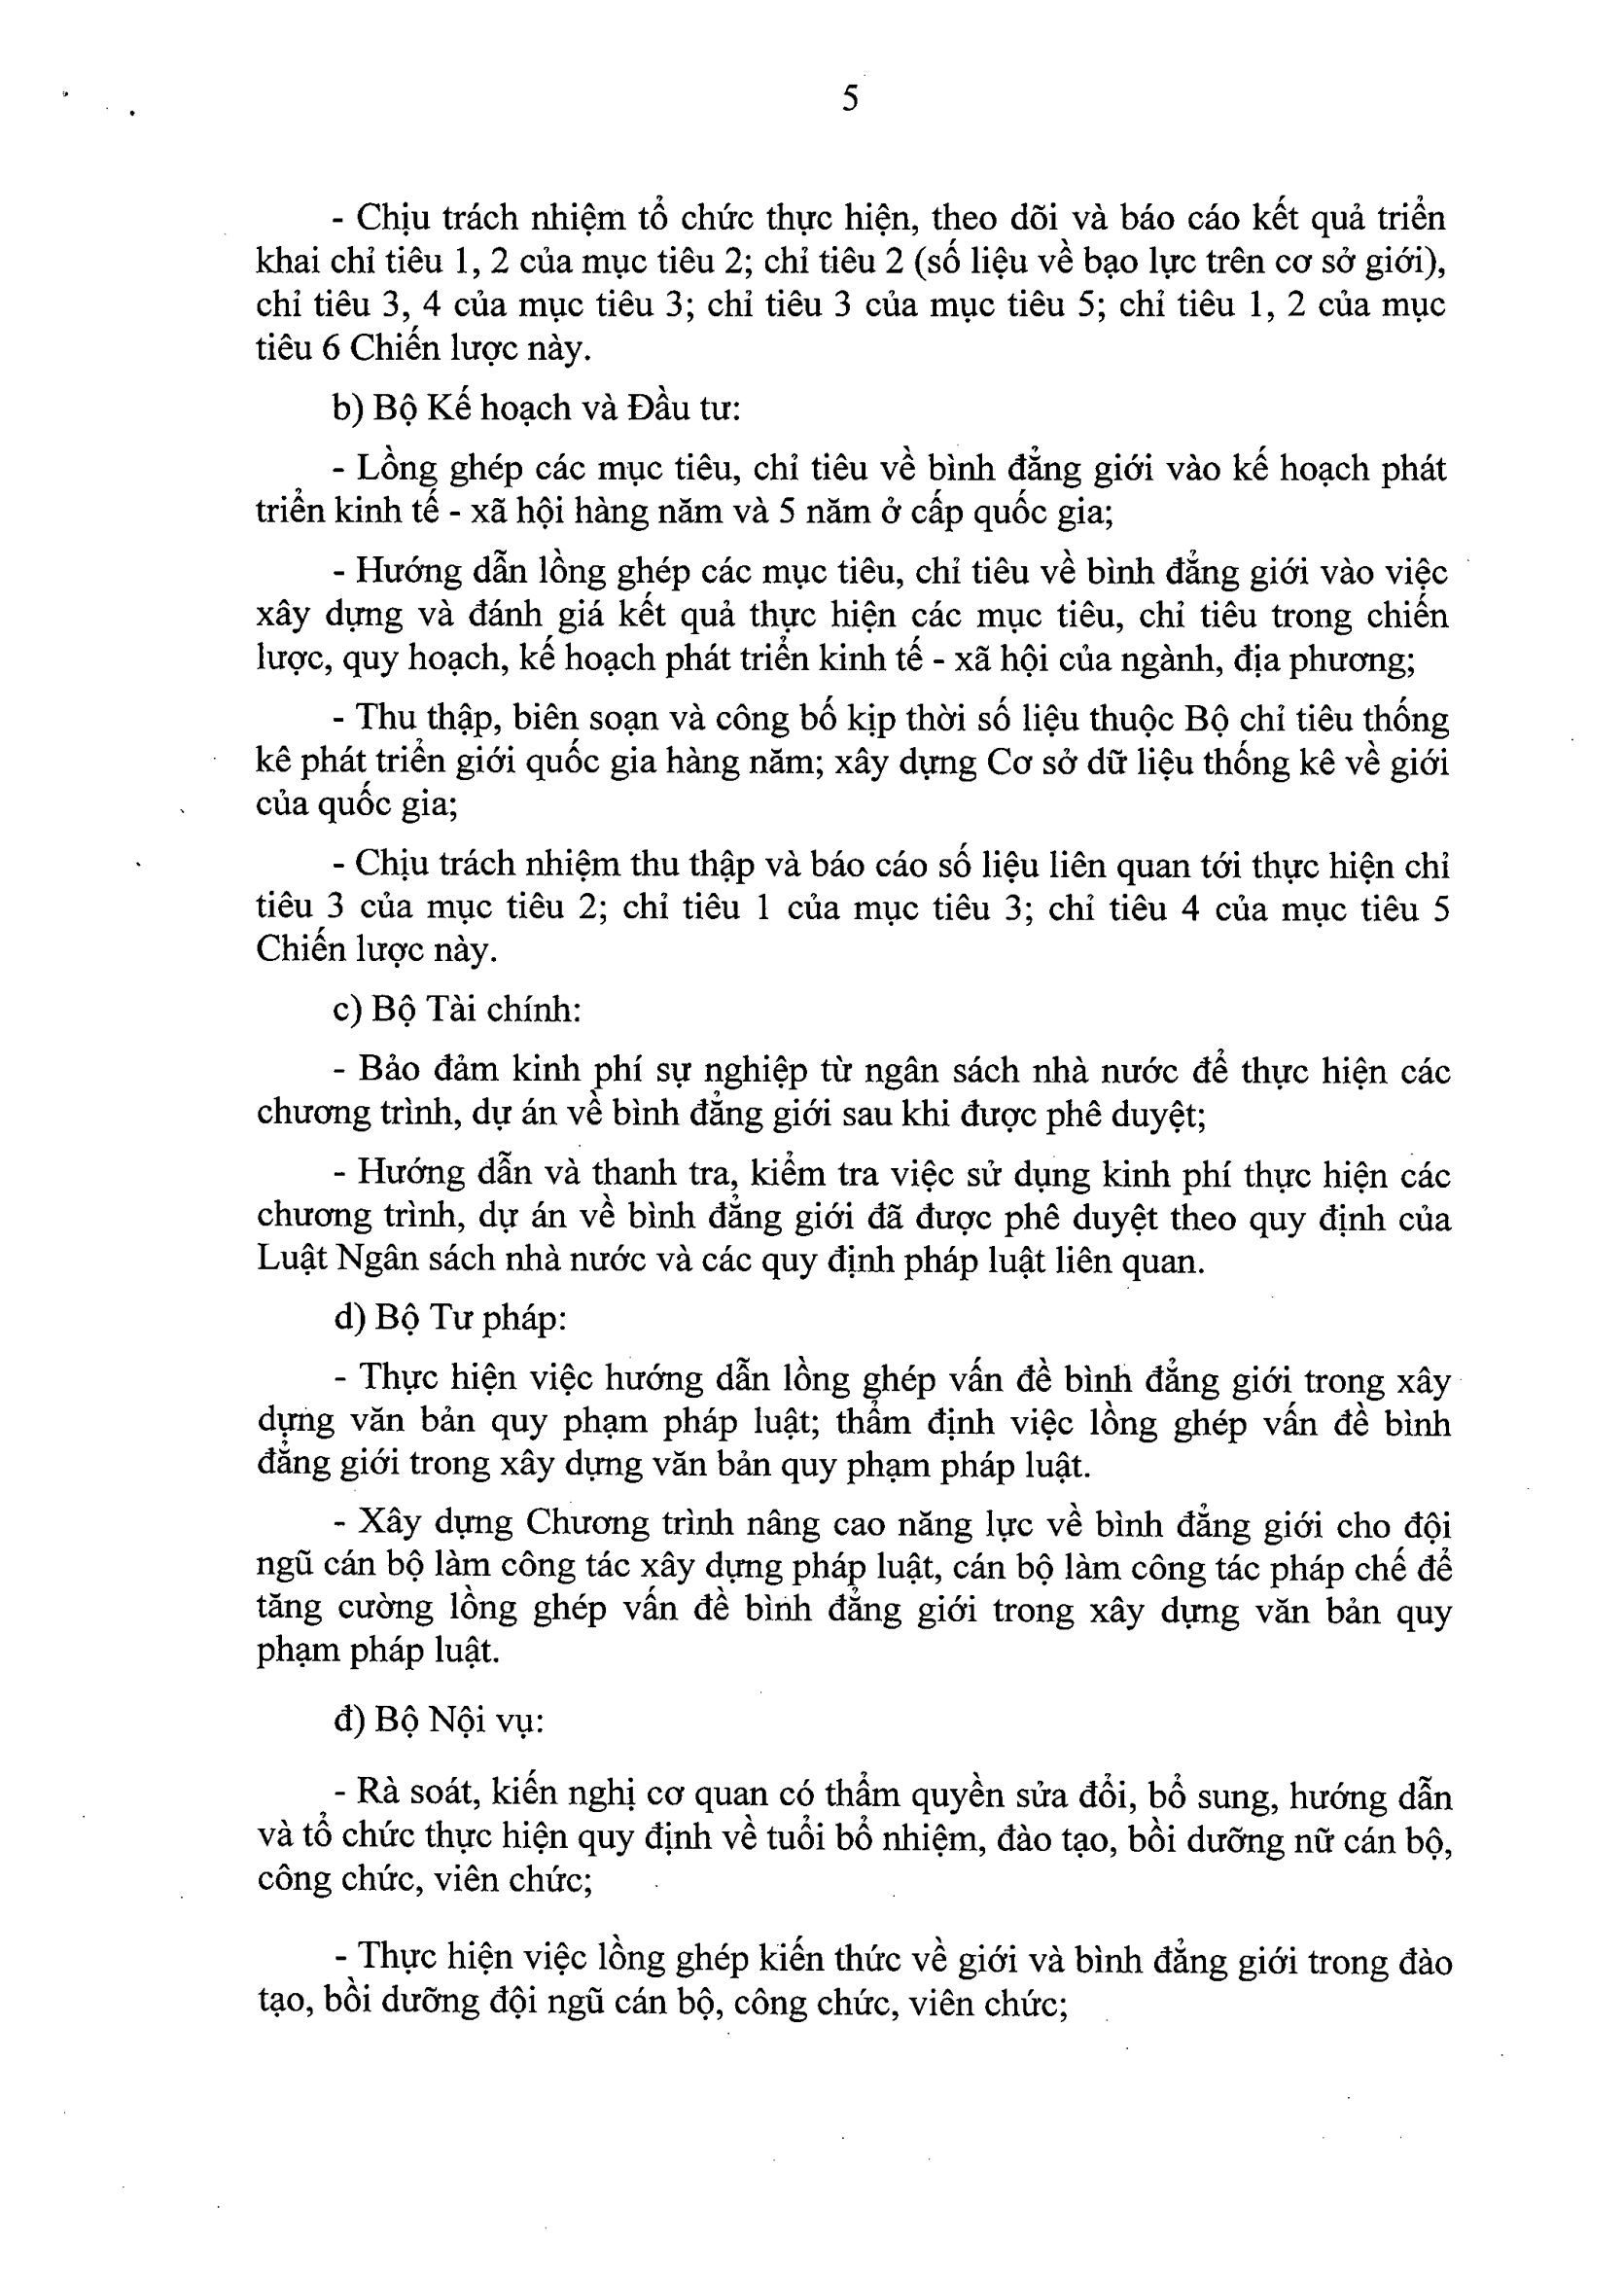 5
- Chịu trách nhiệm tổ chức thực hiện, theo dõi và báo cáo kết quả triển
khai chỉ tiêu 1, 2 của mục tiêu 2; chỉ tiêu 2 (số liệu về bạo lực trên cơ sở giới),
chỉ tiêu 3, 4 của mục tiêu 3; chỉ tiêu 3 của mục tiêu 5; chỉ tiêu 1, 2 của mục
tiêu 6 Chiến lược này.
b) Bộ Kế hoạch và Đầu tư:
- Lồng ghép các mục tiêu, chỉ tiêu về bình đẳng giới vào kế hoạch phát
triển kinh tế - xã hội hàng năm và 5 năm ở cấp quốc gia;
- Hướng dẫn lồng ghép các mục tiêu, chỉ tiêu về bình đẳng giới vào việc
xây dựng và đánh giá kết quả thực hiện các mục tiêu, chỉ tiêu trong chiến
lược, quy hoạch, kế hoạch phát triển kinh tế - xã hội của ngành, địa phương;
- Thu thập, biên soạn và công bố kịp thời số liệu thuộc Bộ chỉ tiêu thống
kê phát triển giới quốc gia hàng năm; xây dựng Cơ sở dữ liệu thống kê về giới
của quốc gia;
- Chịu trách nhiệm thu thập và báo cáo số liệu liên quan tới thực hiện chỉ
tiêu 3 của mục tiêu 2; chỉ tiêu 1 của mục tiêu 3; chỉ tiêu 4 của mục tiêu 5
Chiến lược này.
c) Bộ Tài chính:
- Bảo đảm kinh phí sự nghiệp từ ngân sách nhà nước để thực hiện các
chương trình, dự án về bình đẳng giới sau khi được phê duyệt;
- Hướng dẫn và thanh tra, kiểm tra việc sử dụng kinh phí thực hiện các
chương trình, dự án về bình đẳng giới đã được phê duyệt theo quy định của
Luật Ngân sách nhà nước và các quy định pháp luật liên quan.
d) Bộ Tư pháp:
- Thực hiện việc hướng dẫn lồng ghép vấn đề bình đẳng giới trong xây
dựng văn bản quy phạm pháp luật; thẩm định việc lồng ghép vấn đề bình
đẳng giới trong xây dựng văn bản quy phạm pháp luật.
- Xây dựng Chương trình nâng cao năng lực về bình đẳng giới cho đội
ngũ cán bộ làm công tác xây dựng pháp luật, cán bộ làm công tác pháp chế để
tăng cường lồng ghép vấn đề bình đẳng giới trong xây dựng văn bản quy
phạm pháp luật.
đ) Bộ Nội vụ:
- Rà soát, kiến nghị cơ quan có thẩm quyền sửa đổi, bổ sung, hướng dẫn
và tổ chức thực hiện quy định về tuổi bổ nhiệm, đào tạo, bồi dưỡng nữ cán bộ,
công chức, viên chức;
- Thực hiện việc lồng ghép kiến thức về giới và bình đẳng giới trong đào
tạo, bồi dưỡng đội ngũ cán bộ, công chức, viên chức;